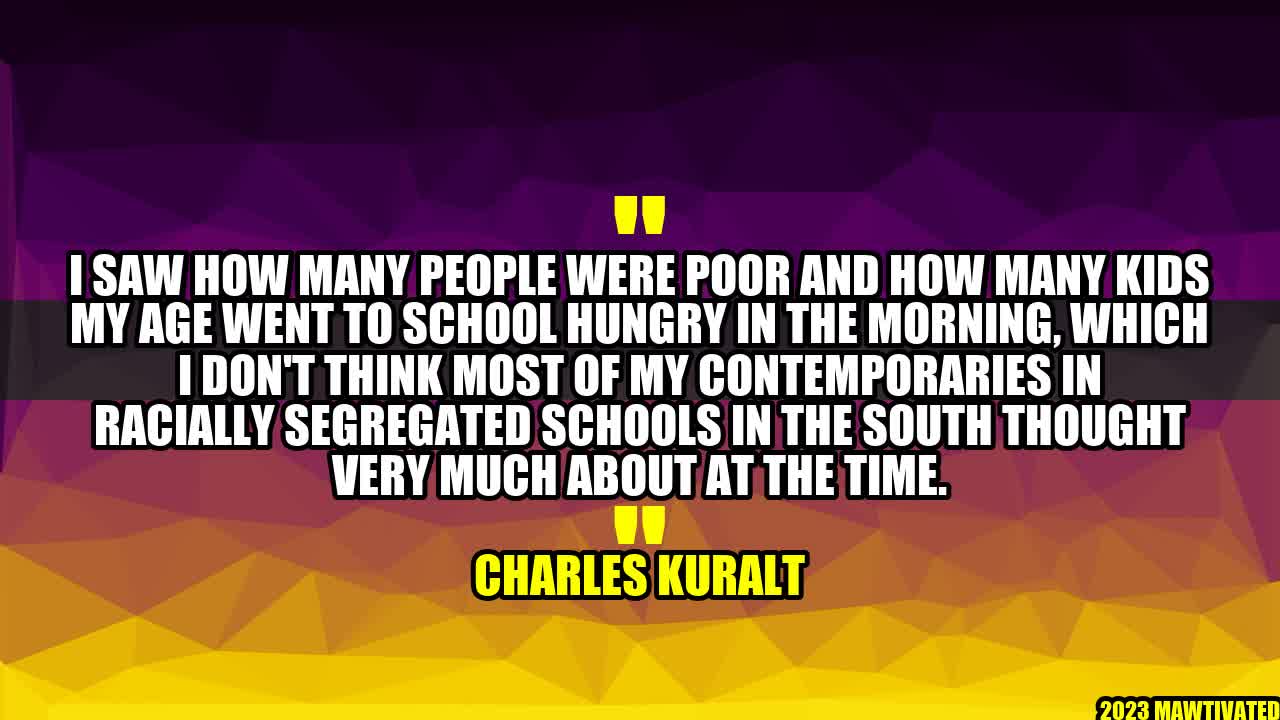 "
I SAW HOW MANY PEOPLE WERE POOR AND HOW MANY KIDS
MY AGE WENT TO SCHOOL HUNGRY IN THE MORNING, WHICH
I DON'T THINK MOST OF MY CONTEMPORARIES IN
RACIALLY SEGREGATED SCHOOLS IN THE SOUTH THOUGHT
VERY MUCH ABOUT AT THE TIME.
"
CHARLES KURALT
2023 MAWTIVATED